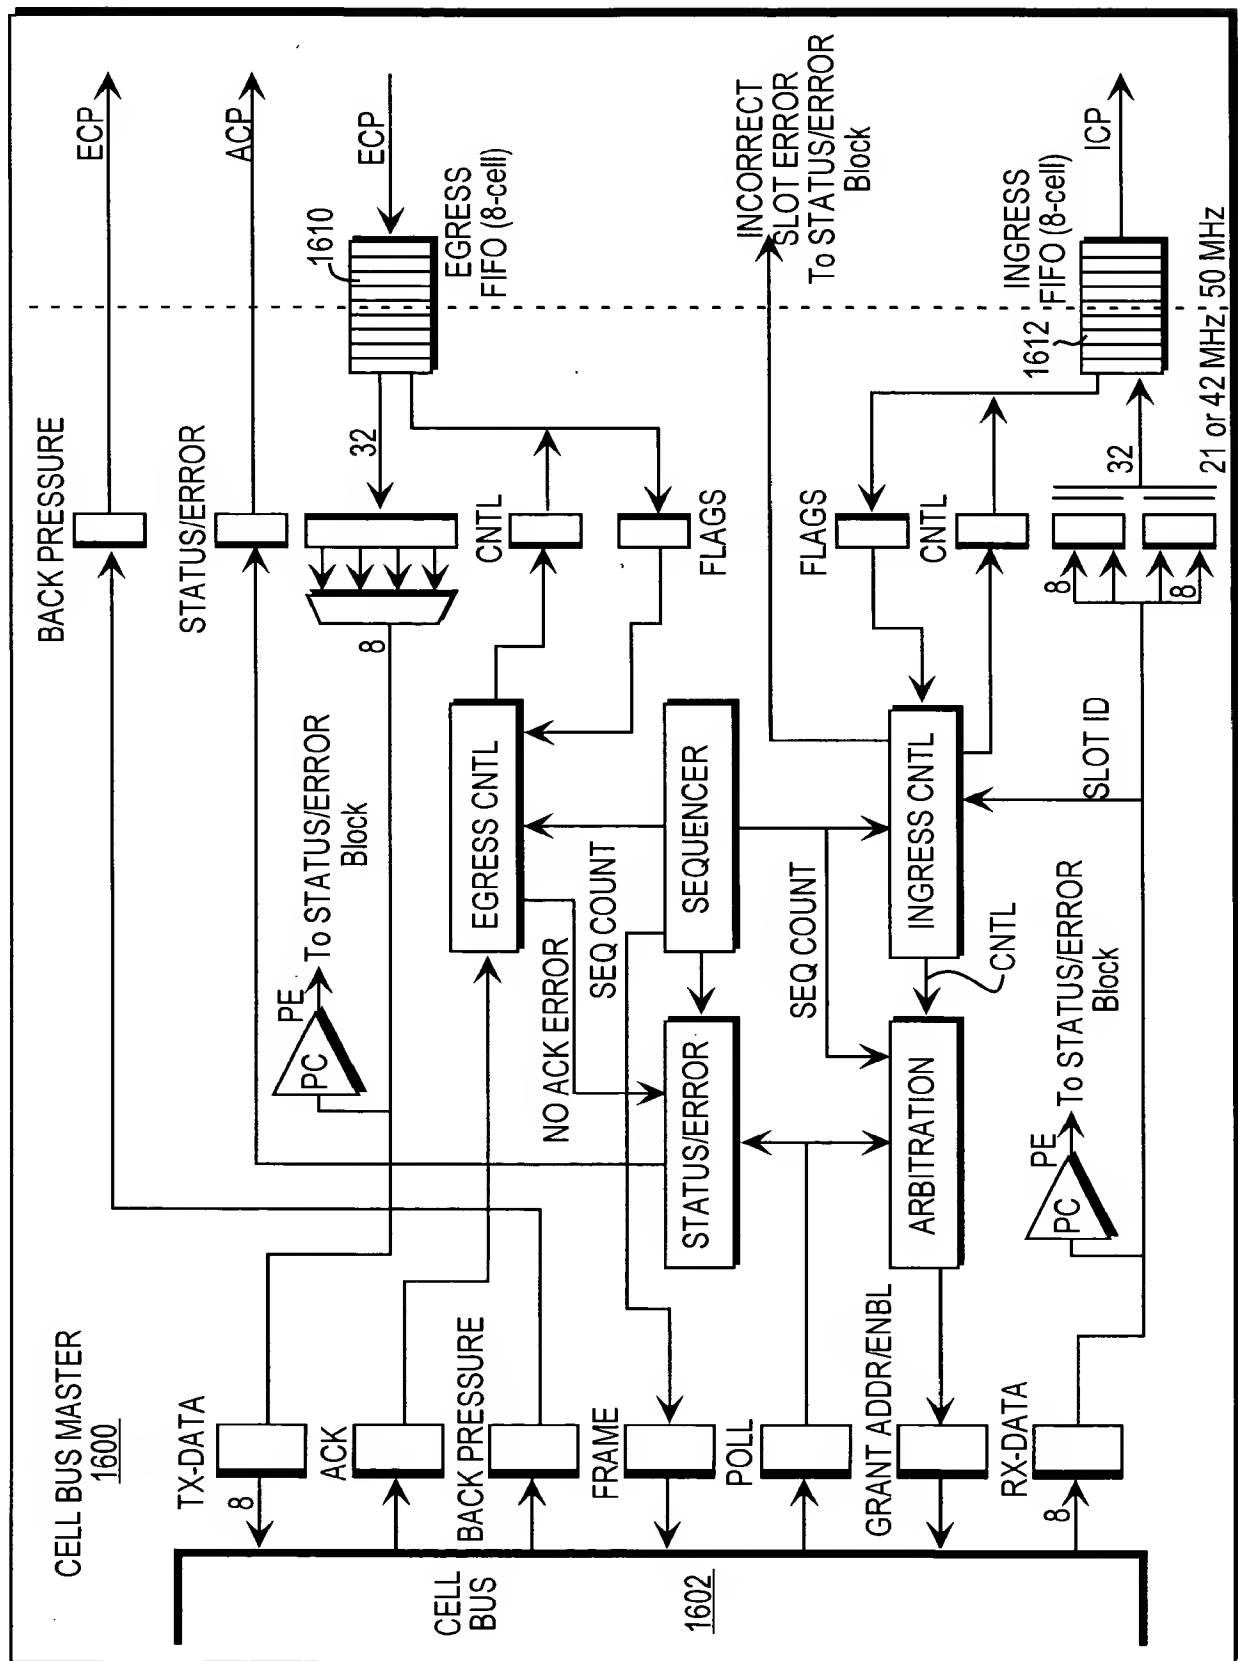 CELL BUS MASTER
1600
BACK PRESSURE
ECP
STATUS/ERROR
ACP
TX-DATA
8
PC
PE
To STATUS/ERROR
Block
8
32
1610
ECP
EGRESS
FIFO (8-cell)
ACK
EGRESS CNTL
CNTL
FLAGS
BACK PRESSURE
NO ACK ERROR
SEQ COUNT
CELL
BUS
1602
FRAME
STATUS/ERROR
SEQUENCER
INCORRECT
SLOT ERROR
To STATUS/ERROR
Block
POLL
SEQ COUNT
FLAGS
GRANT ADDR/ENBL
ARBITRATION
CNTL
INGRESS CNTL
CNTL
1612
INGRESS
FIFO (8-cell)
ICP
RX-DATA
8
PC
PE
To STATUS/ERROR
Block
SLOT ID
8
8
32
21 or 42 MHz
50 MHz